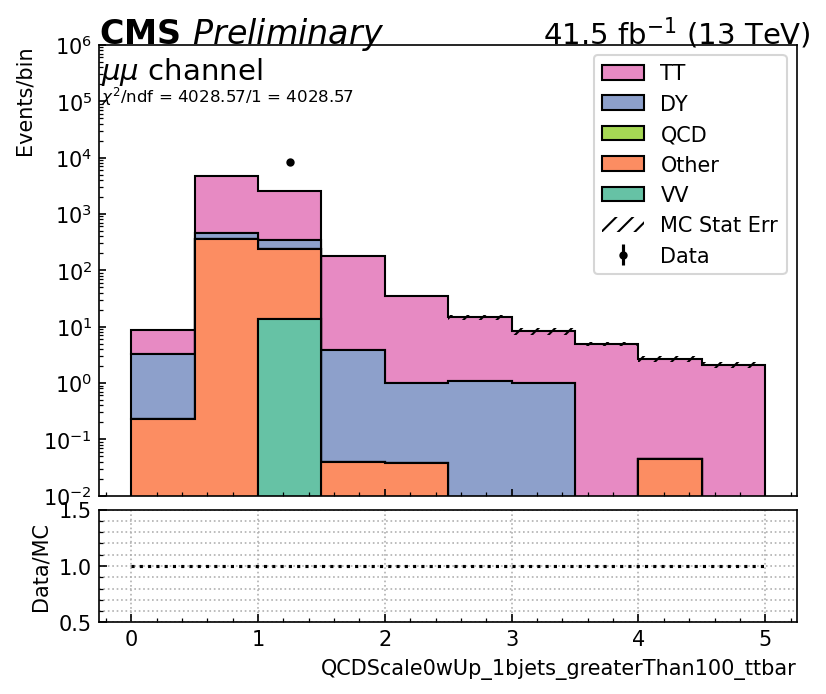 CMS Preliminary 41.5 fb⁻¹ (13 TeV)
μμ channel
χ²/ndf = 4028.57/1 = 4028.57
Events/bin
10⁶
10⁵
10⁴
10³
10²
10¹
10⁰
10⁻¹
10⁻²
TT
DY
QCD
Other
VV
MC Stat Err
Data
Data/MC
1.5
1.0
0.5
0 1 2 3 4 5
QCDScale0wUp_1bjets_greaterThan100_ttbar